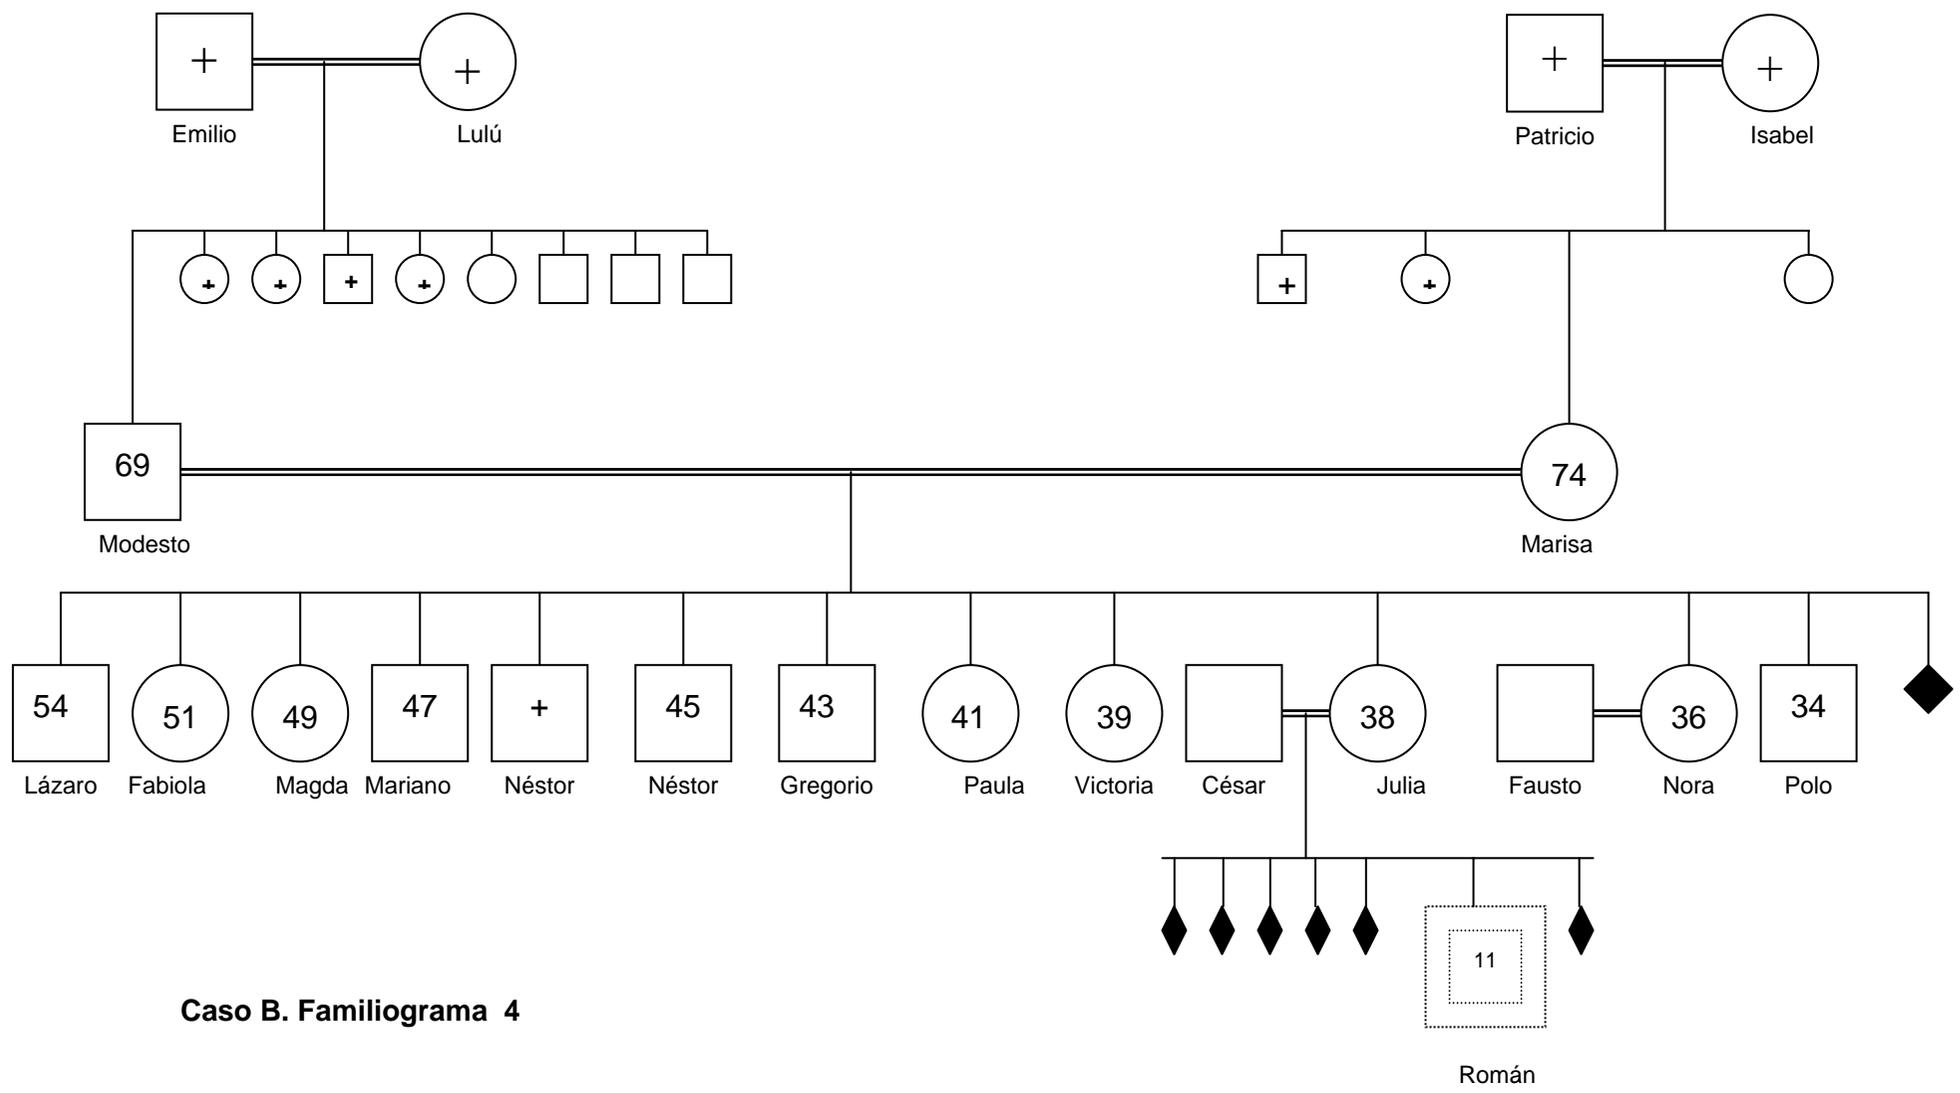 + + + +
Emilio Lulú Patricio Isabel
+ + + + + +
69 74
Modesto Marisa
54 51 49 47 + 45 43 41 39 38 36 34
Lázaro Fabiola Magda Mariano Néstor Néstor Gregorio Paula Victoria César Julia Fausto Nora Polo
11
Caso B. Familiograma 4
Román